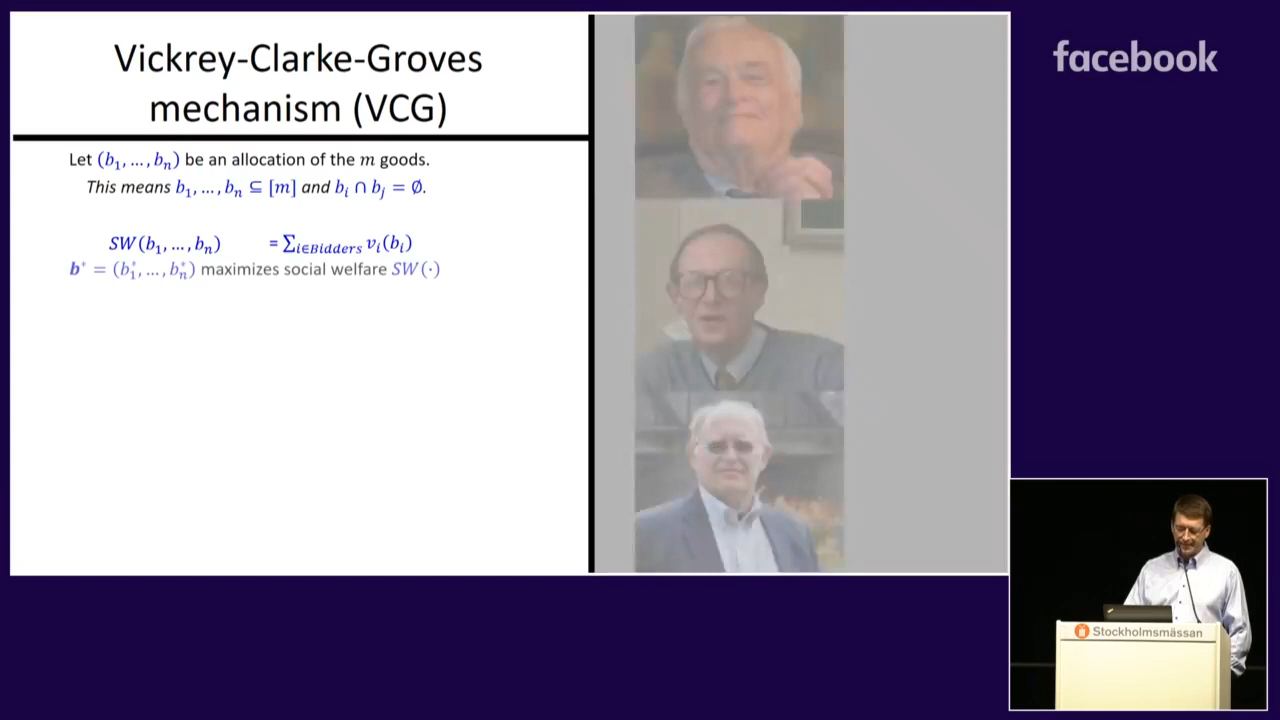 Vickrey-Clarke-Groves
mechanism (VCG)
facebook
Let (b₁, …, bₙ) be an allocation of the m goods.
This means b₁, …, bₙ ⊆ [m] and bᵢ ∩ bⱼ = ∅.
SW(b₁, …, bₙ) = ∑_{i∈Bidders} vᵢ(bᵢ)
b* = (b₁*, …, bₙ*) maximizes social welfare SW(·)
Stockholmsmässan